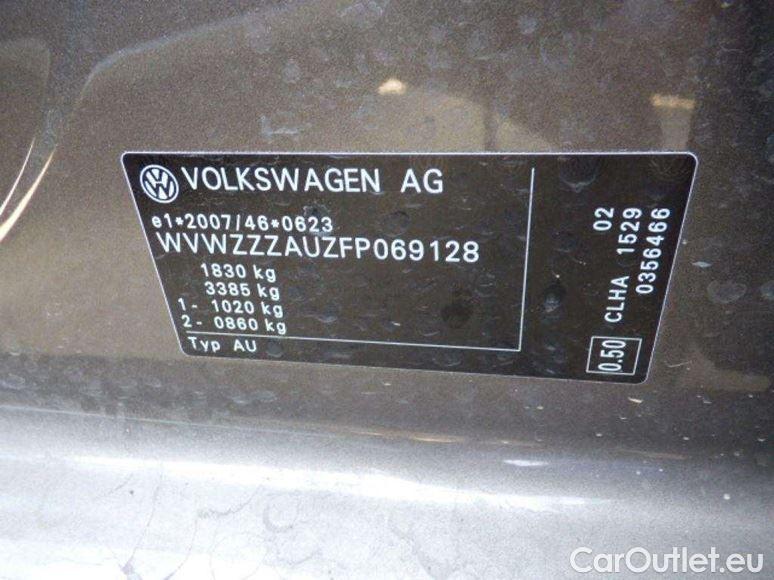 VOLKSWAGEN AG
e1*2007/46*0623
WVWZZZAUZFP069128
1830 kg
3385 kg
1- 1020 kg
2- 0860 kg
Typ AU
02
CLHA 1529
0356466
0.50
CarOutlet.eu